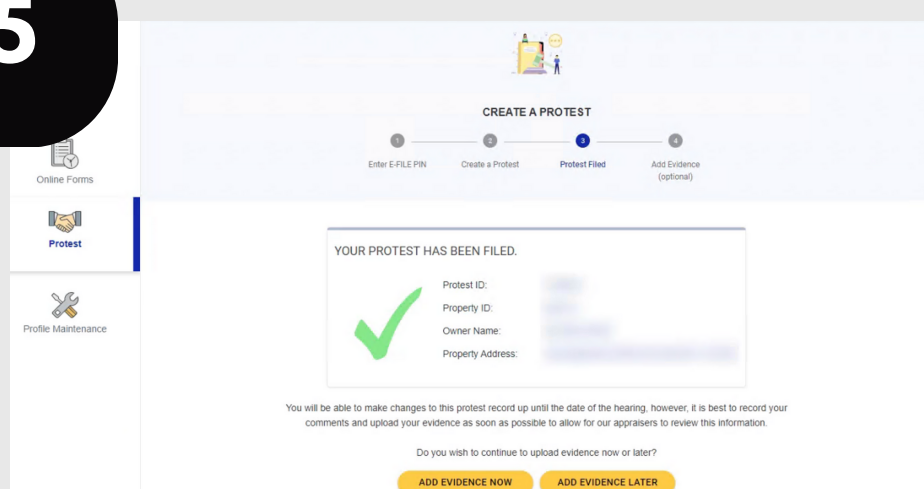 5
CREATE A PROTEST
1
2
3
4
Enter E-FILE PIN
Create a Protest
Protest Filed
Add Evidence
(optional)
Online Forms
Protest
Profile Maintenance
YOUR PROTEST HAS BEEN FILED.
Protest ID:
Property ID:
Owner Name:
Property Address:
You will be able to make changes to this protest record up until the date of the hearing, however, it is best to record your
comments and upload your evidence as soon as possible to allow for our appraisers to review this information.
Do you wish to continue to upload evidence now or later?
ADD EVIDENCE NOW
ADD EVIDENCE LATER